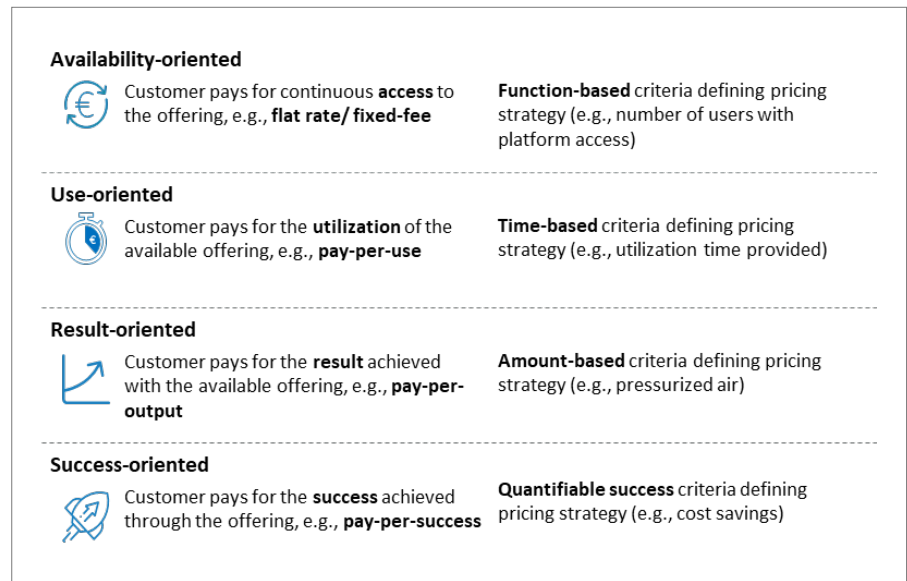 Availability-oriented
Customer pays for continuous access to
the offering, e.g., flat rate/ fixed-fee
Function-based criteria defining pricing
strategy (e.g., number of users with
platform access)
€
Use-oriented
Customer pays for the utilization of the
available offering, e.g., pay-per-use
Time-based criteria defining pricing
strategy (e.g., utilization time provided)
€
Result-oriented
Customer pays for the result achieved
with the available offering, e.g., pay-per-
output
Amount-based criteria defining pricing
strategy (e.g., pressurized air)
Success-oriented
Customer pays for the success achieved
through the offering, e.g., pay-per-success
Quantifiable success criteria defining
pricing strategy (e.g., cost savings)